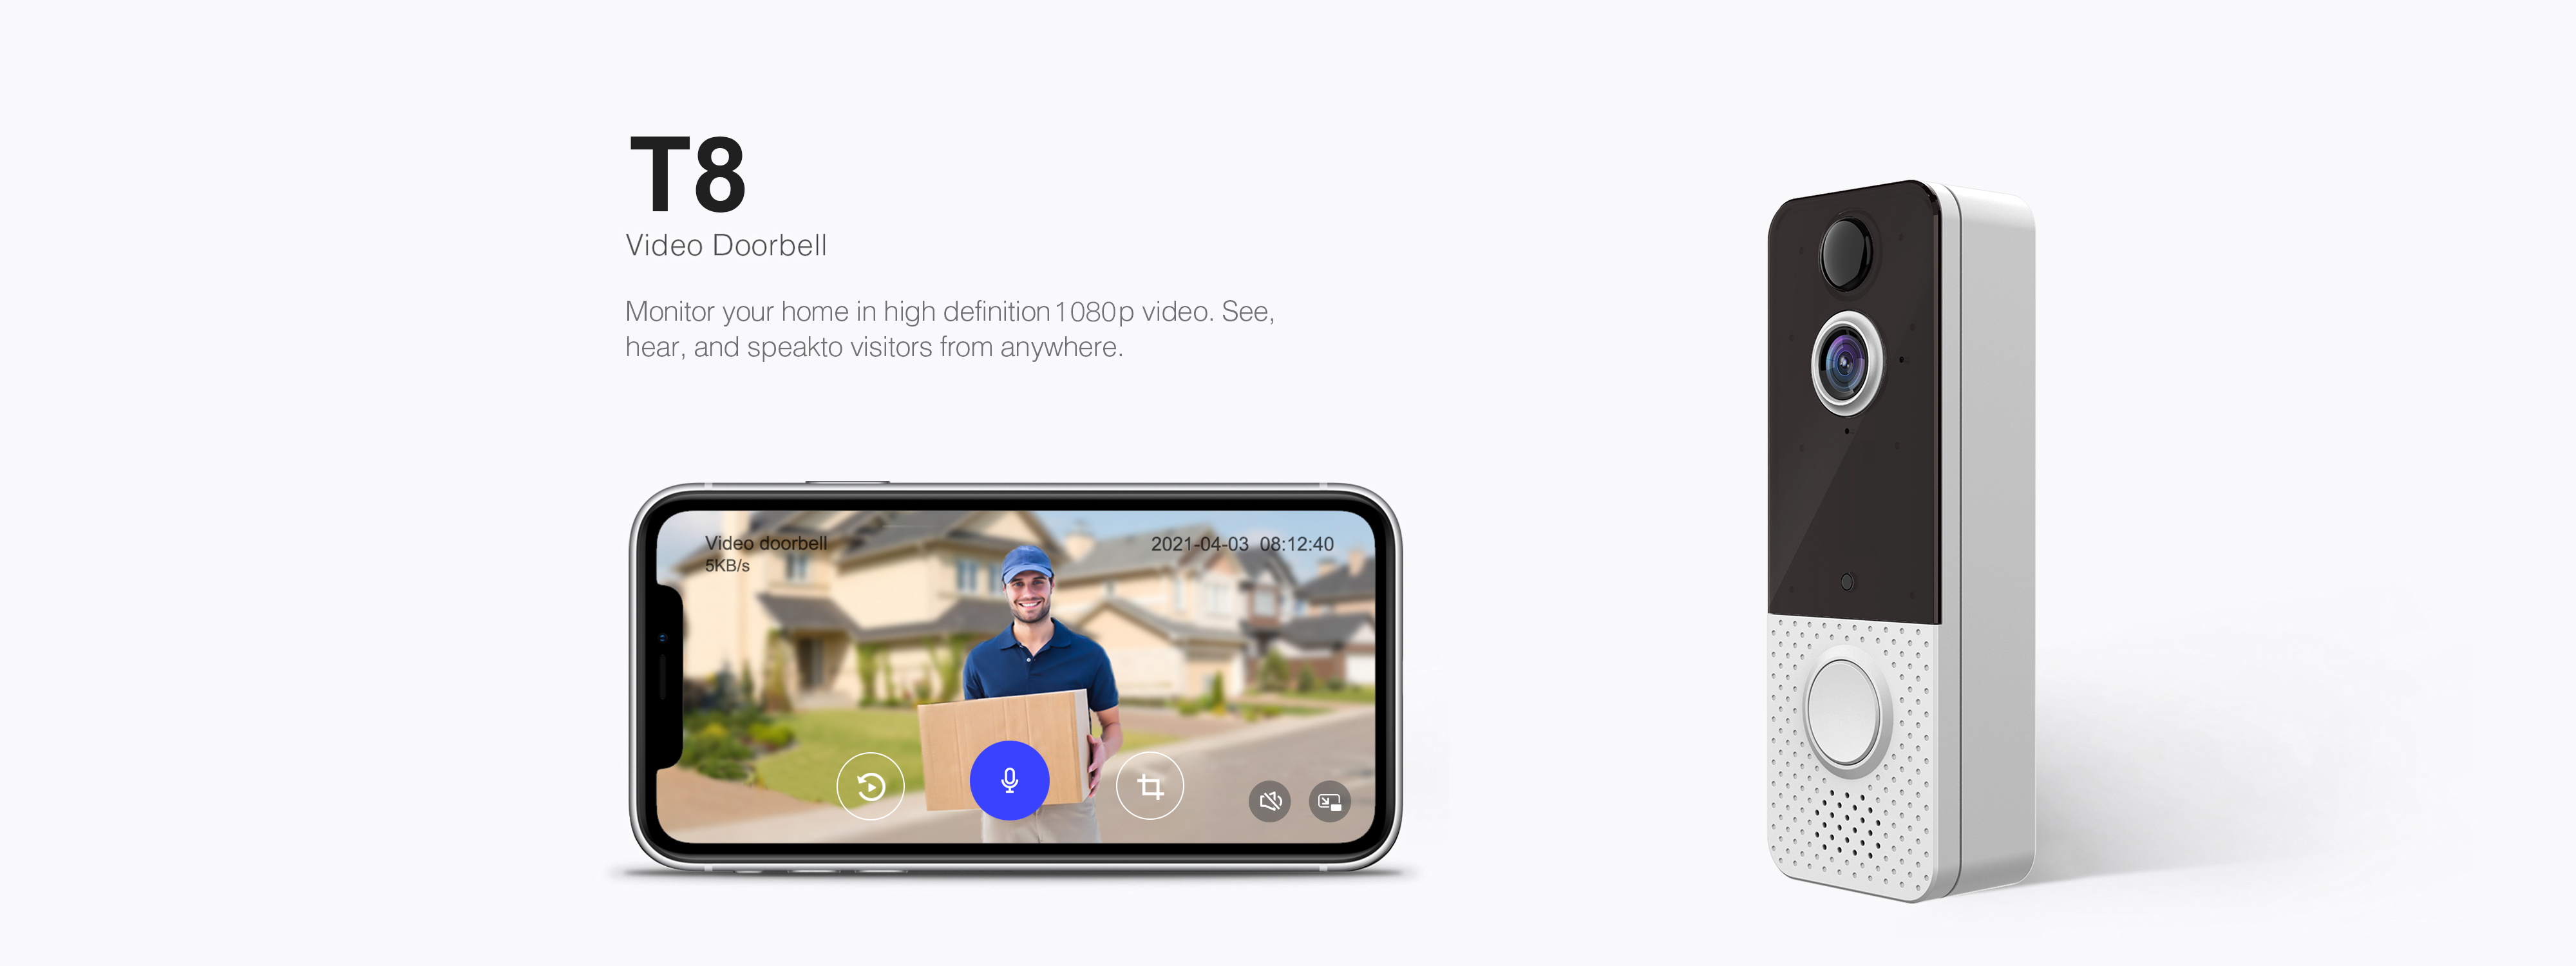 T8
Video Doorbell
Monitor your home in high definition 1080p video. See,
hear, and speakto visitors from anywhere.
Video doorbell
2021-04-03 08:12:40
5KB/s